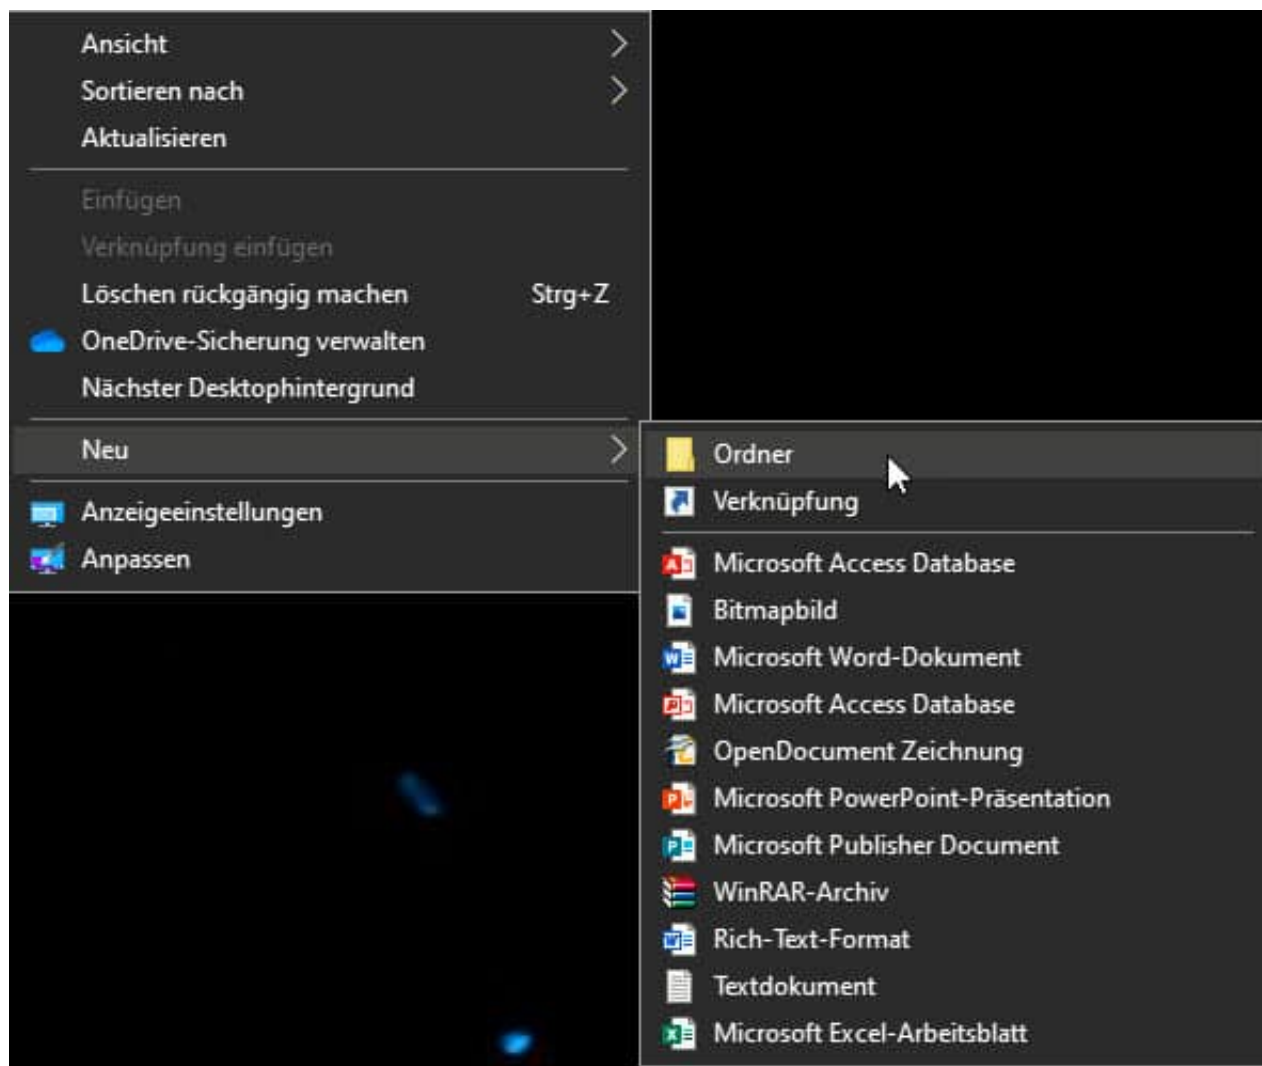 Ansicht
Sortieren nach
Aktualisieren
Einfügen
Verknüpfung einfügen
Löschen rückgängig machen Strg+Z
OneDrive-Sicherung verwalten
Nächster Desktophintergrund
Neu
Anzeigeeinstellungen
Anpassen
Ordner
Verknüpfung
Microsoft Access Database
Bitmapbild
Microsoft Word-Dokument
Microsoft Access Database
OpenDocument Zeichnung
Microsoft PowerPoint-Präsentation
Microsoft Publisher Document
WinRAR-Archiv
Rich-Text-Format
Textdokument
Microsoft Excel-Arbeitsblatt